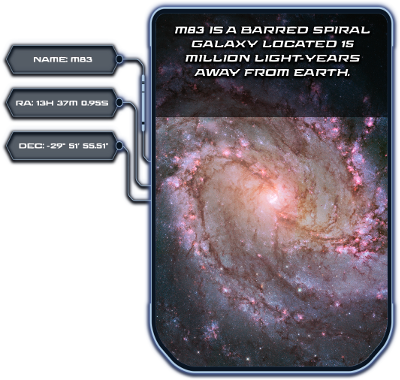 M83 IS A BARRED SPIRAL
GALAXY LOCATED 15
MILLION LIGHT-YEARS
AWAY FROM EARTH.
NAME: M83
RA: 13H 37M 0.95S
DEC: -29° 51' 55.51"